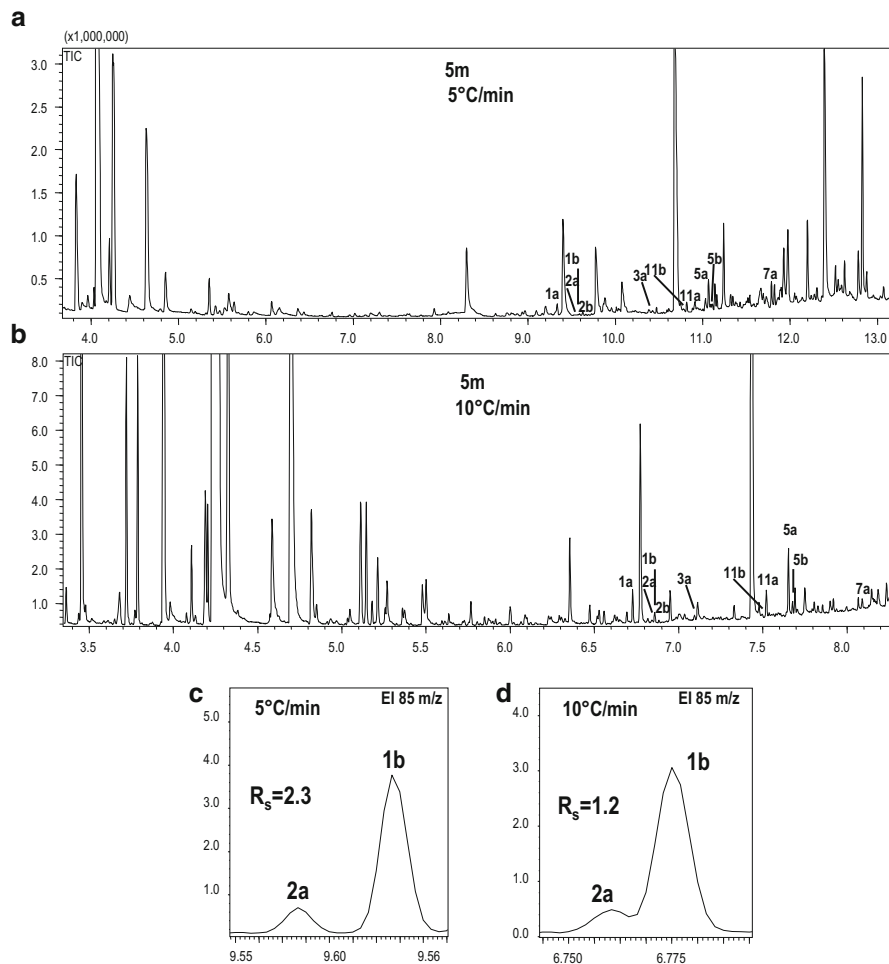 a
(x1,000,000)
TIC
5m
5°C/min
3.0
2.5
2.0
1.5
1.0
0.5
1a
2a
1b
2b
3a
11b
11a
5a
5b
7a
4.0 5.0 6.0 7.0 8.0 9.0 10.0 11.0 12.0 13.0
b
TIC
5m
10°C/min
8.0
7.0
6.0
5.0
4.0
3.0
2.0
1.0
1a
1b
2a
2b
3a
11b
11a
5a
5b
7a
3.5 4.0 4.5 5.0 5.5 6.0 6.5 7.0 7.5 8.0
c
5°C/min
EI 85 m/z
5.0
4.0
3.0
2.0
1.0
Rs=2.3
1b
2a
9.55 9.60 9.56
d
10°C/min
EI 85 m/z
4.0
3.0
2.0
1.0
0.0
Rs=1.2
1b
2a
6.750 6.775